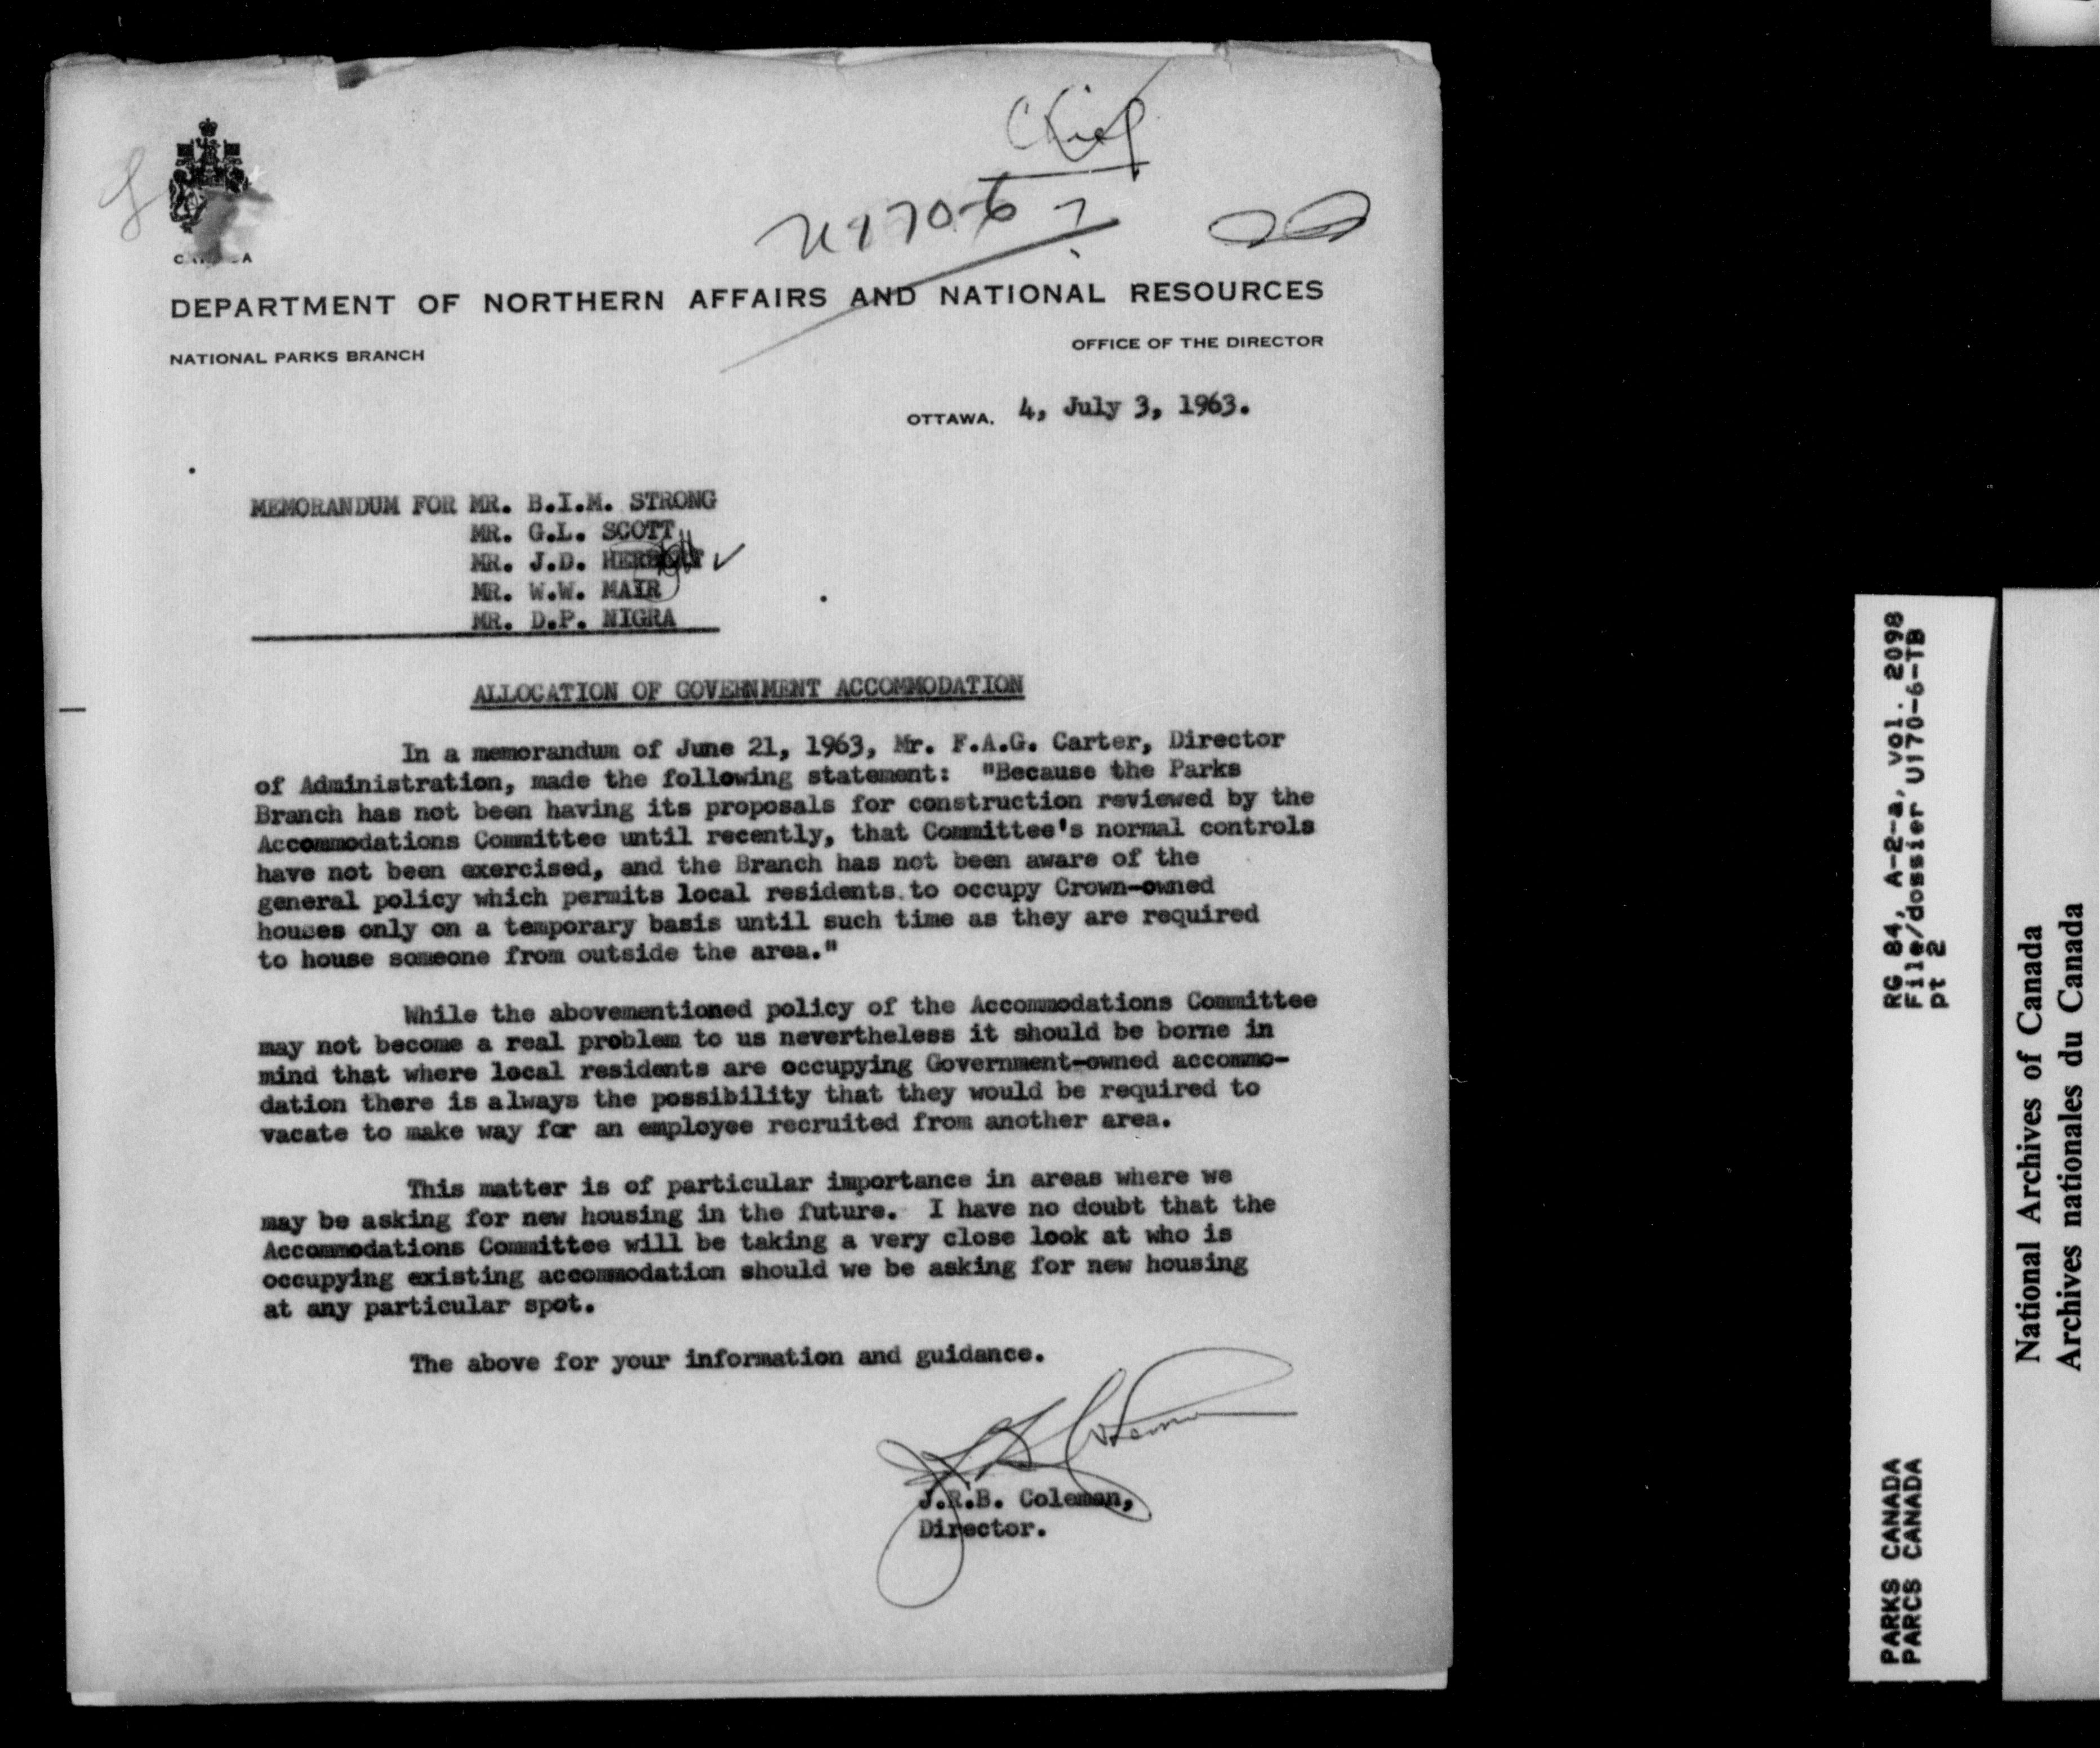 Chief
U170-6
CANADA
DEPARTMENT OF NORTHERN AFFAIRS AND NATIONAL RESOURCES
NATIONAL PARKS BRANCH
OFFICE OF THE DIRECTOR
OTTAWA, 4, July 3, 1963.
MEMORANDUM FOR MR. B.I.M. STRONG
MR. G.L. SCOTT
MR. J.D. HERBERT
MR. W.W. MAIR
MR. D.P. NIGRA
ALLOCATION OF GOVERNMENT ACCOMMODATION
In a memorandum of June 21, 1963, Mr. F.A.G. Carter, Director
of Administration, made the following statement: "Because the Parks
Branch has not been having its proposals for construction reviewed by the
Accommodations Committee until recently, that Committee's normal controls
have not been exercised, and the Branch has not been aware of the
general policy which permits local residents to occupy Crown-owned
houses only on a temporary basis until such time as they are required
to house someone from outside the area."
While the abovementioned policy of the Accommodations Committee
may not become a real problem to us nevertheless it should be borne in
mind that where local residents are occupying Government-owned accommo-
dation there is always the possibility that they would be required to
vacate to make way for an employee recruited from another area.
This matter is of particular importance in areas where we
may be asking for new housing in the future. I have no doubt that the
Accommodations Committee will be taking a very close look at who is
occupying existing accommodation should we be asking for new housing
at any particular spot.
The above for your information and guidance.
J.R.B. Coleman,
Director.
RG 84, A-2-a, vol. 2098
File/dossier U170-6-TB
pt 2
PARKS CANADA
PARCS CANADA
National Archives of Canada
Archives nationales du Canada